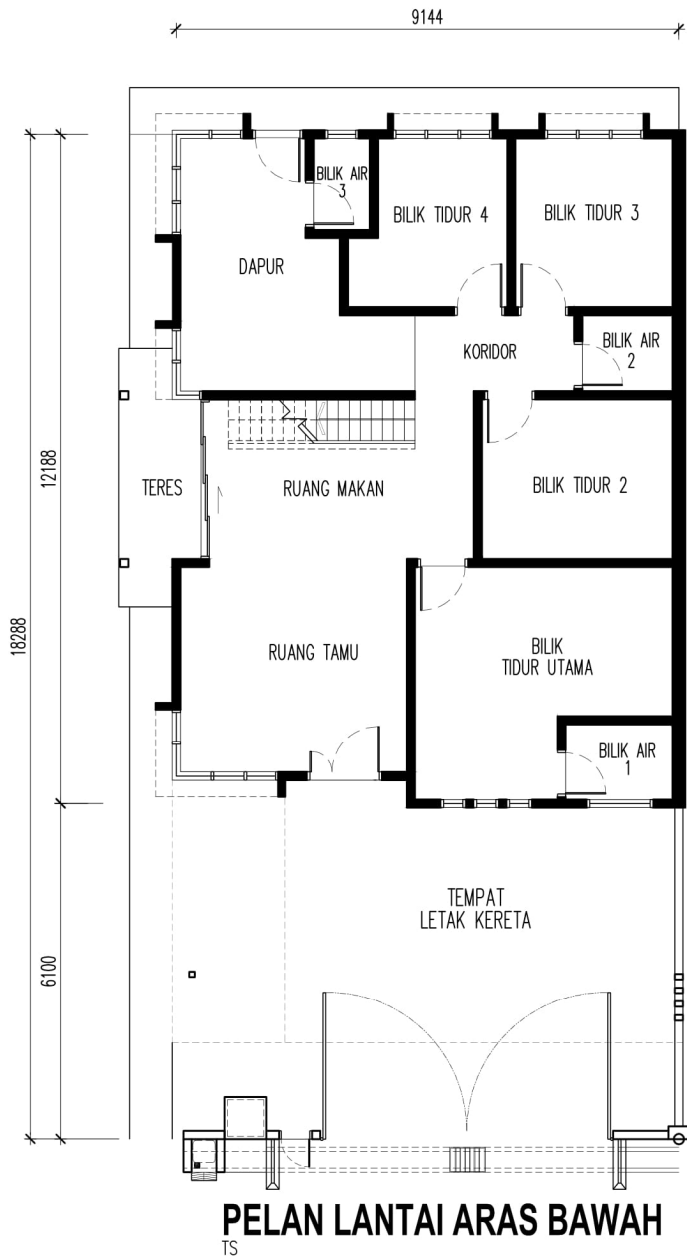 9144
BILIK AIR
3
BILIK TIDUR 4
BILIK TIDUR 3
DAPUR
KORIDOR
BILIK AIR
2
12188
TERES
RUANG MAKAN
BILIK TIDUR 2
18288
RUANG TAMU
BILIK
TIDUR UTAMA
BILIK AIR
1
TEMPAT
LETAK KERETA
6100
PELAN LANTAI ARAS BAWAH
TS